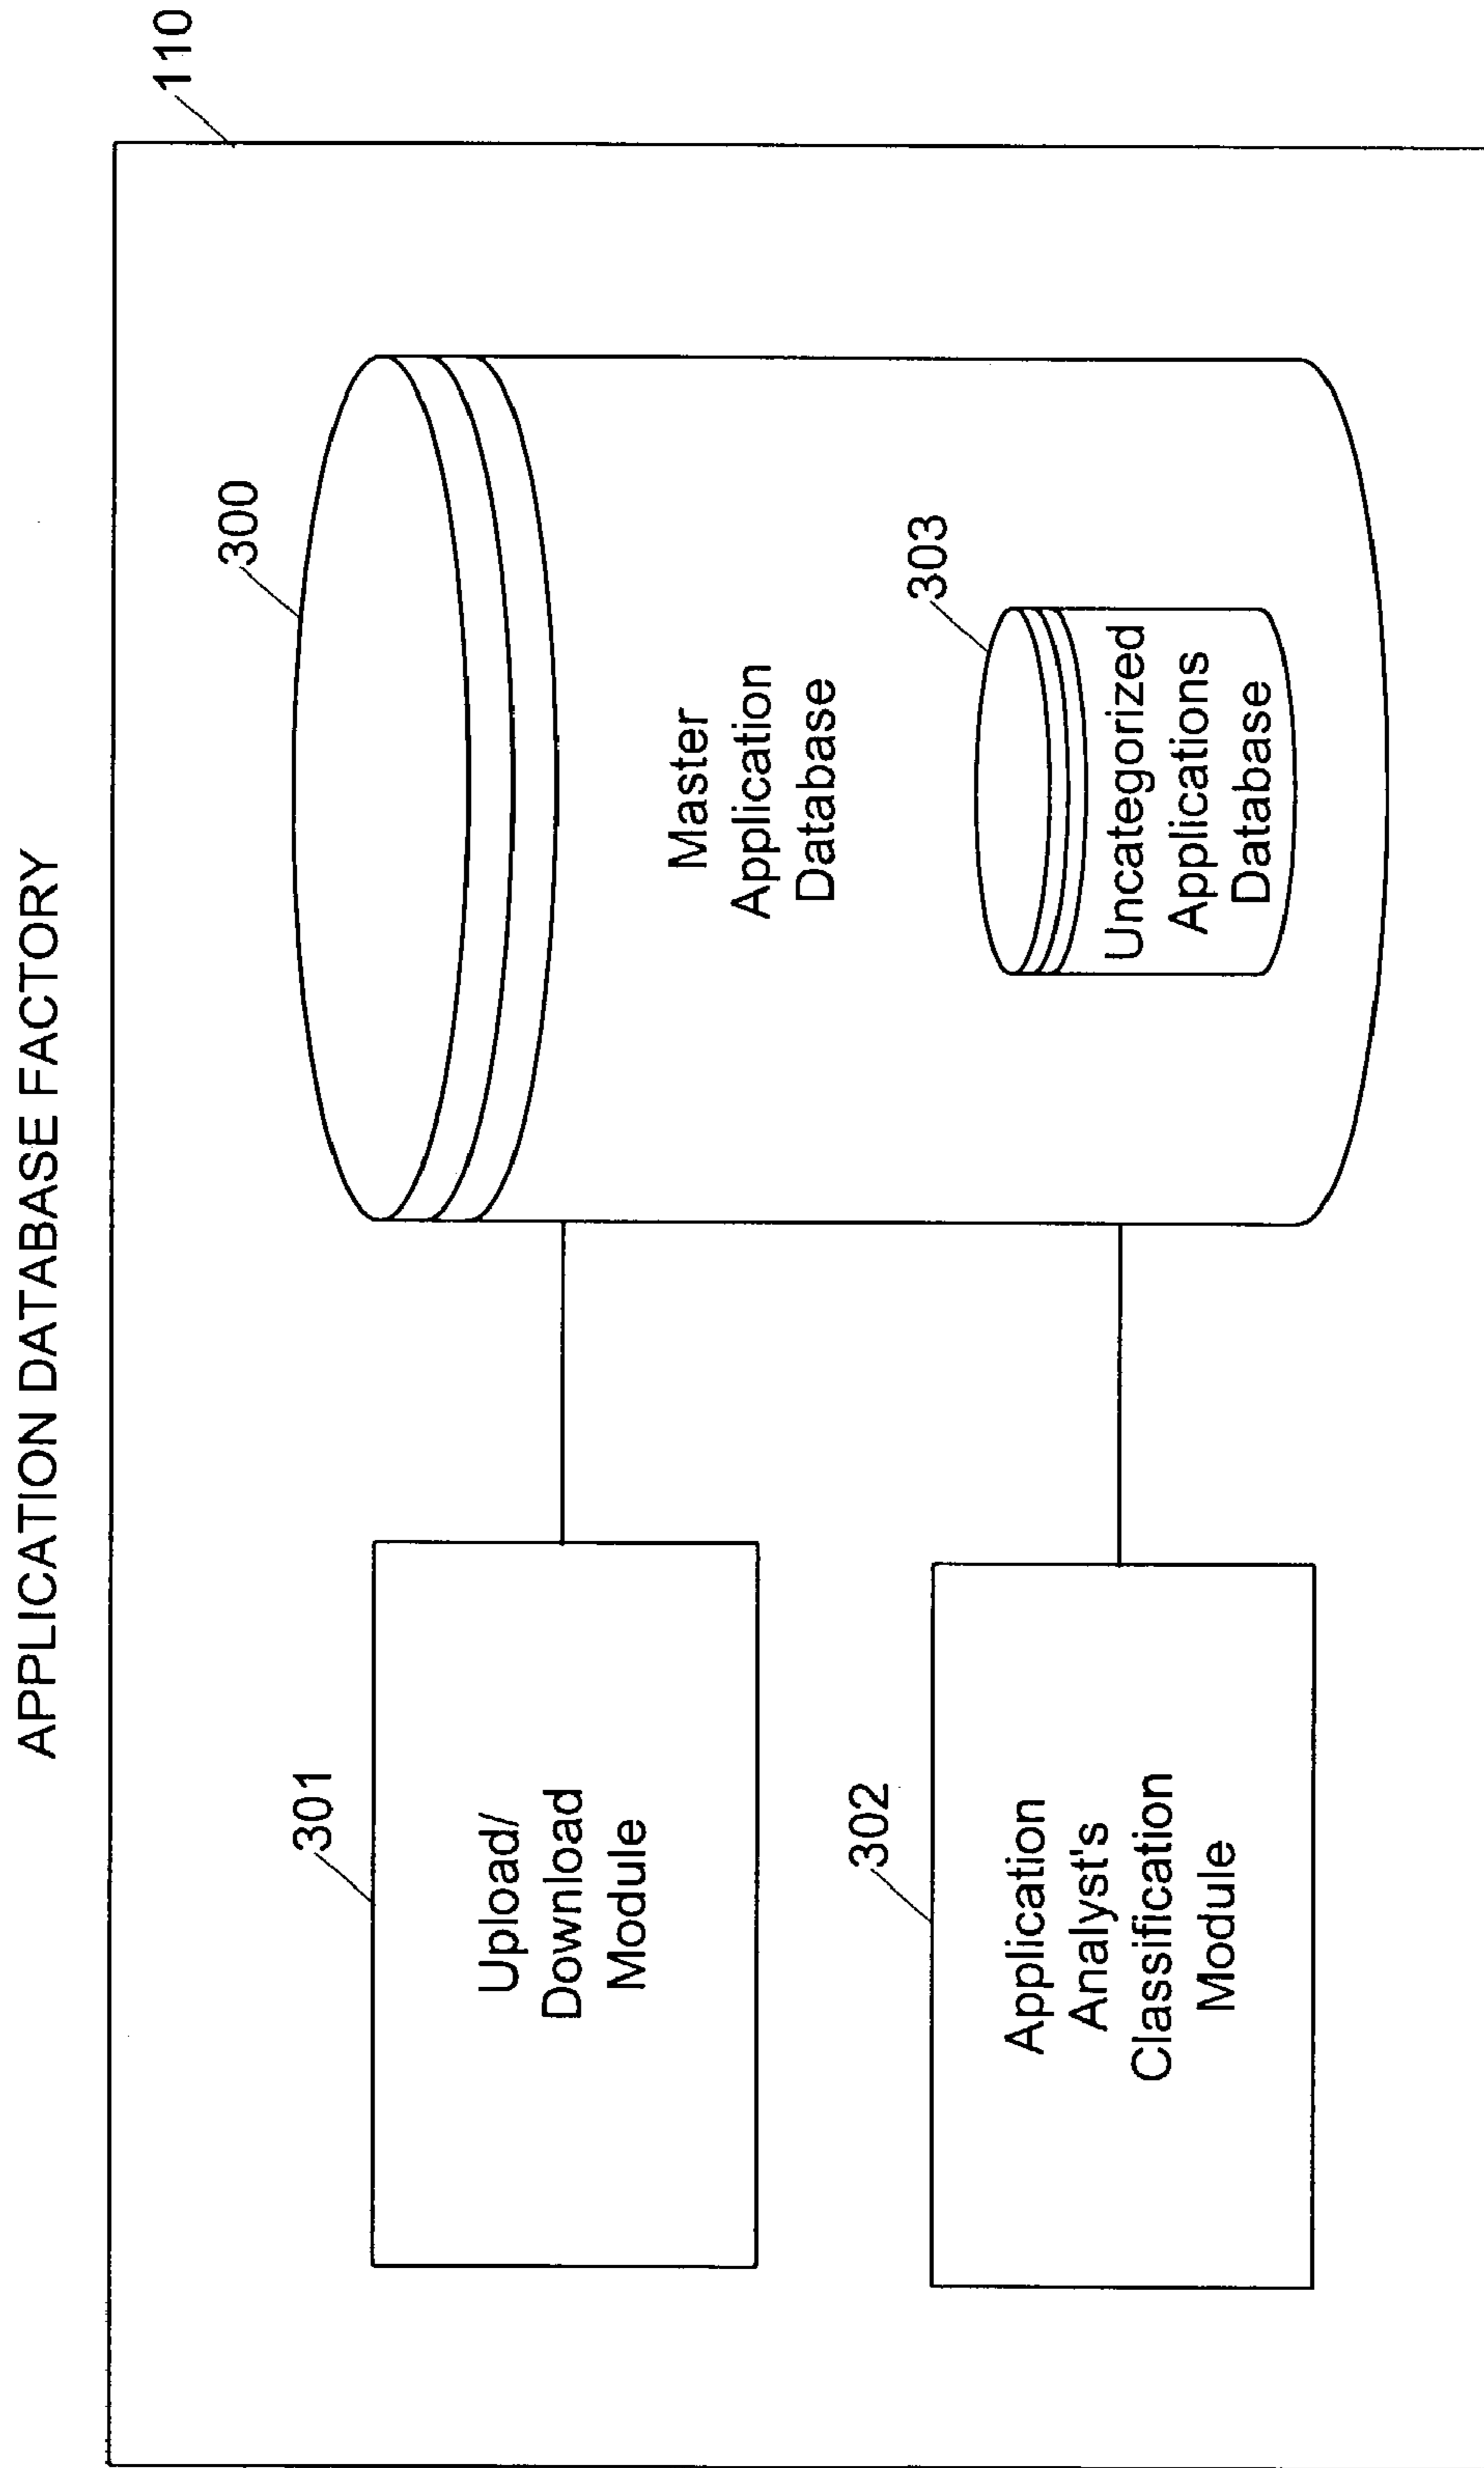 APPLICATION DATABASE FACTORY
110
301
Upload/
Download
Module
302
Application
Analyst's
Classification
Module
300
Master
Application
Database
303
Uncategorized
Applications
Database